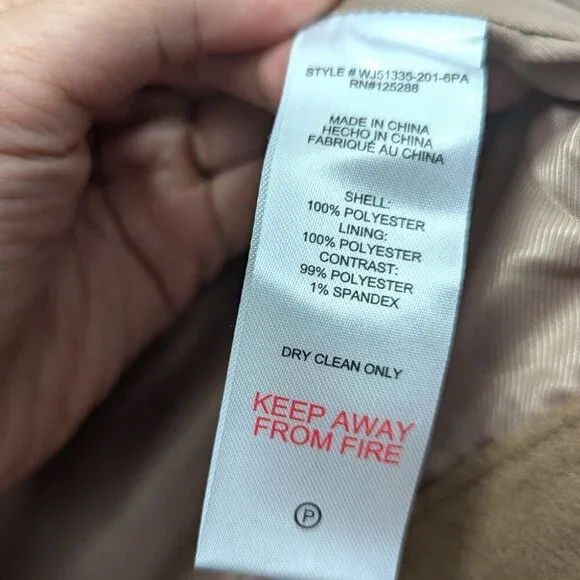 STYLE # WJ51335-201-6PA
RN#125288
MADE IN CHINA
HECHO IN CHINA
FABRIQUÉ AU CHINA
SHELL:
100% POLYESTER
LINING:
100% POLYESTER
CONTRAST:
99% POLYESTER
1% SPANDEX
DRY CLEAN ONLY
KEEP AWAY
FROM FIRE
P